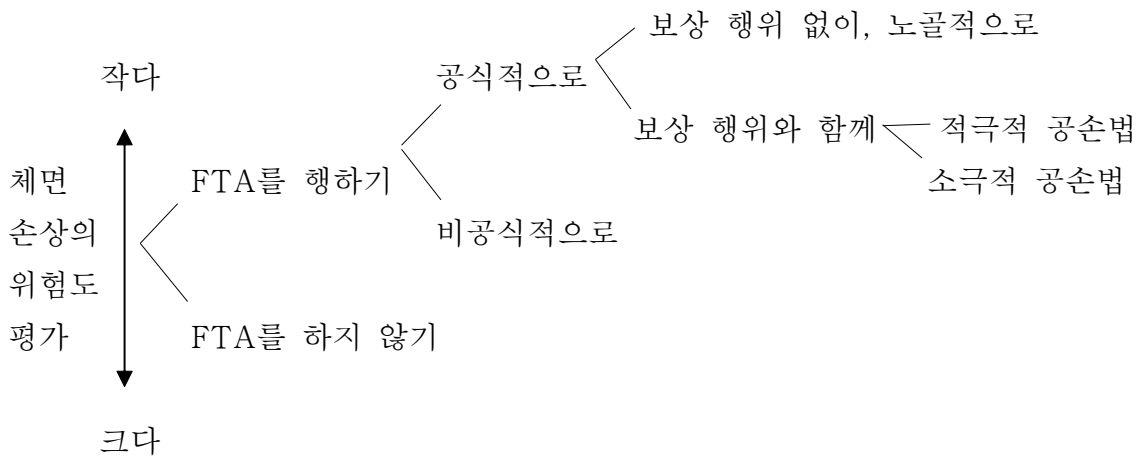 보상 행위 없이, 노골적으로
작다
공식적으로
보상 행위와 함께
적극적 공손법
체면
손상의
위험도
평가
FTA를 행하기
소극적 공손법
비공식적으로
FTA를 하지 않기
크다